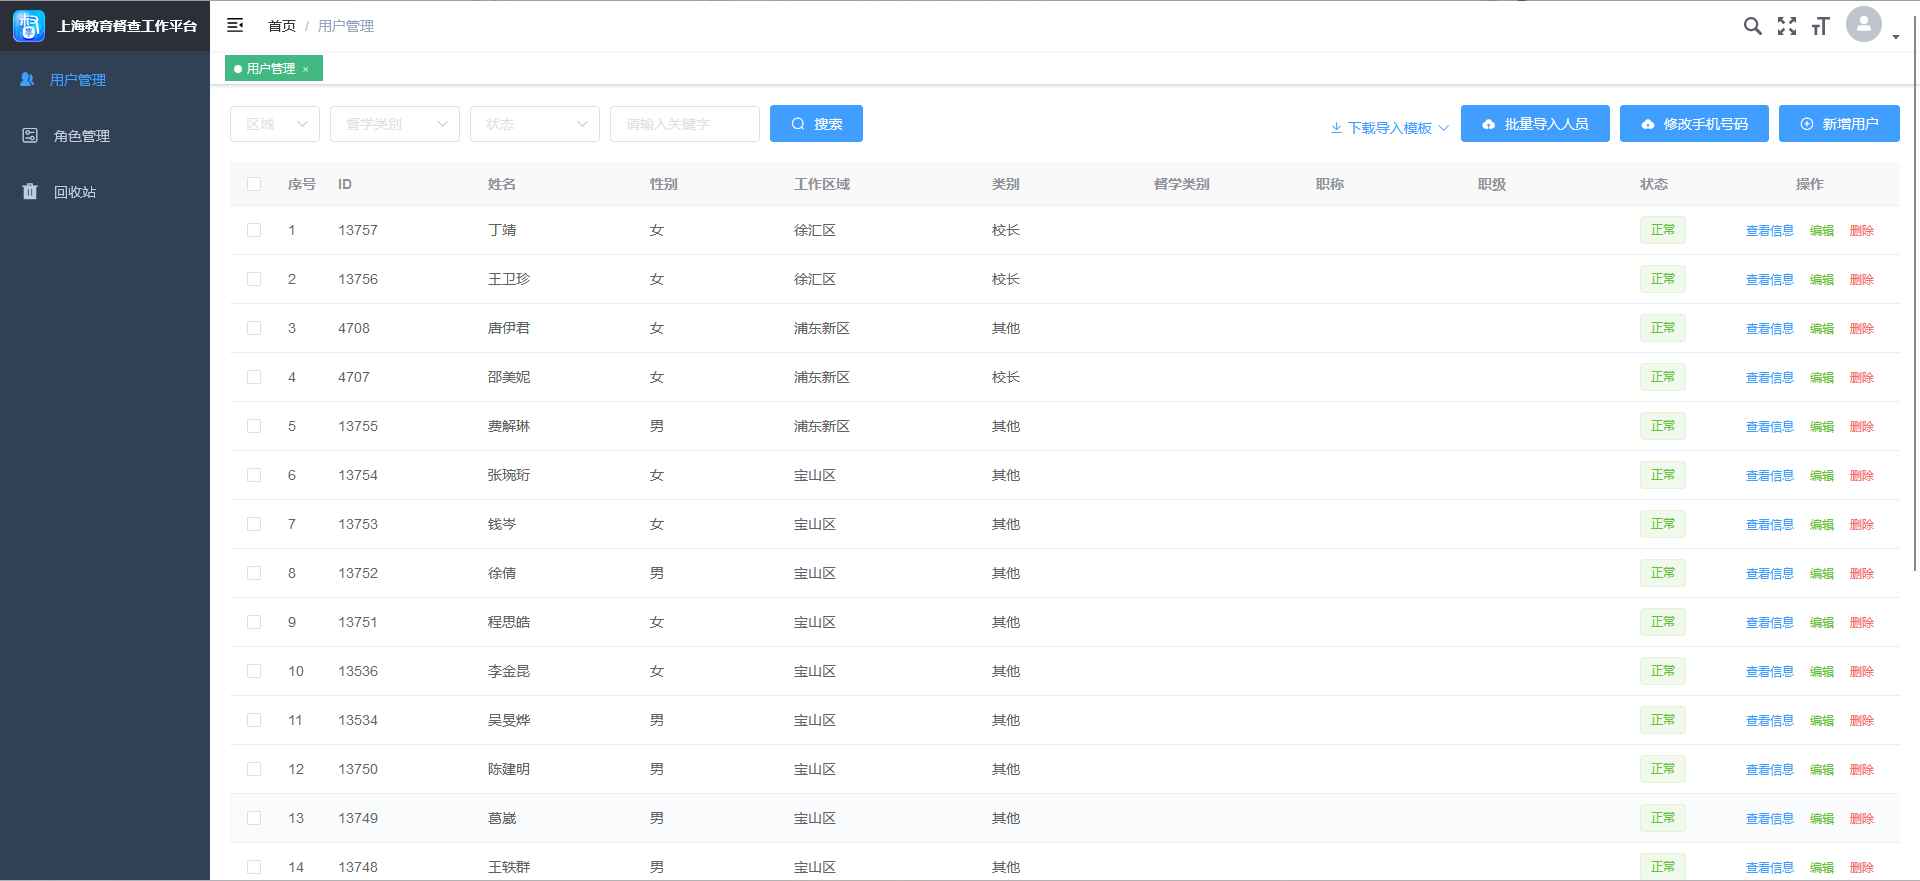 上海教育督查工作平台
首页 / 用户管理
用户管理
角色管理
回收站
用户管理 ×
区域 督学类别 状态 请输入关键字 搜索 下载导入模板 批量导入人员 修改手机号码 新增用户
序号 ID 姓名 性别 工作区域 类别 督学类别 职称 职级 状态 操作
1 13757 丁靖 女 徐汇区 校长 正常 查看信息 编辑 删除
2 13756 王卫珍 女 徐汇区 校长 正常 查看信息 编辑 删除
3 4708 唐伊君 女 浦东新区 其他 正常 查看信息 编辑 删除
4 4707 邵美妮 女 浦东新区 校长 正常 查看信息 编辑 删除
5 13755 费解琳 男 浦东新区 其他 正常 查看信息 编辑 删除
6 13754 张琬珩 女 宝山区 其他 正常 查看信息 编辑 删除
7 13753 钱岑 女 宝山区 其他 正常 查看信息 编辑 删除
8 13752 徐倩 男 宝山区 其他 正常 查看信息 编辑 删除
9 13751 程思皓 女 宝山区 其他 正常 查看信息 编辑 删除
10 13536 李金昆 女 宝山区 其他 正常 查看信息 编辑 删除
11 13534 吴旻烨 男 宝山区 其他 正常 查看信息 编辑 删除
12 13750 陈建明 男 宝山区 其他 正常 查看信息 编辑 删除
13 13749 葛崴 男 宝山区 其他 正常 查看信息 编辑 删除
14 13748 王轶群 男 宝山区 其他 正常 查看信息 编辑 删除